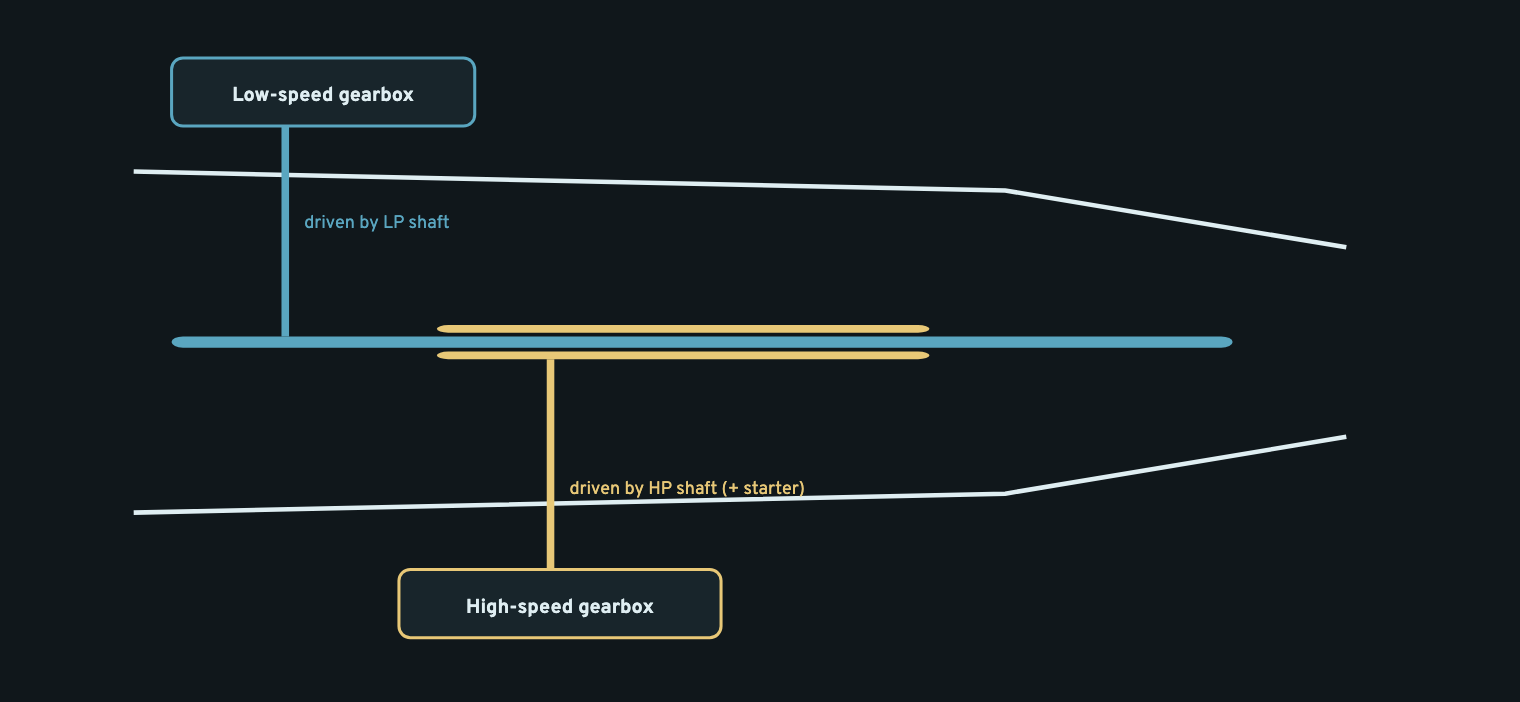 Low-speed gearbox
driven by LP shaft
driven by HP shaft (+ starter)
High-speed gearbox